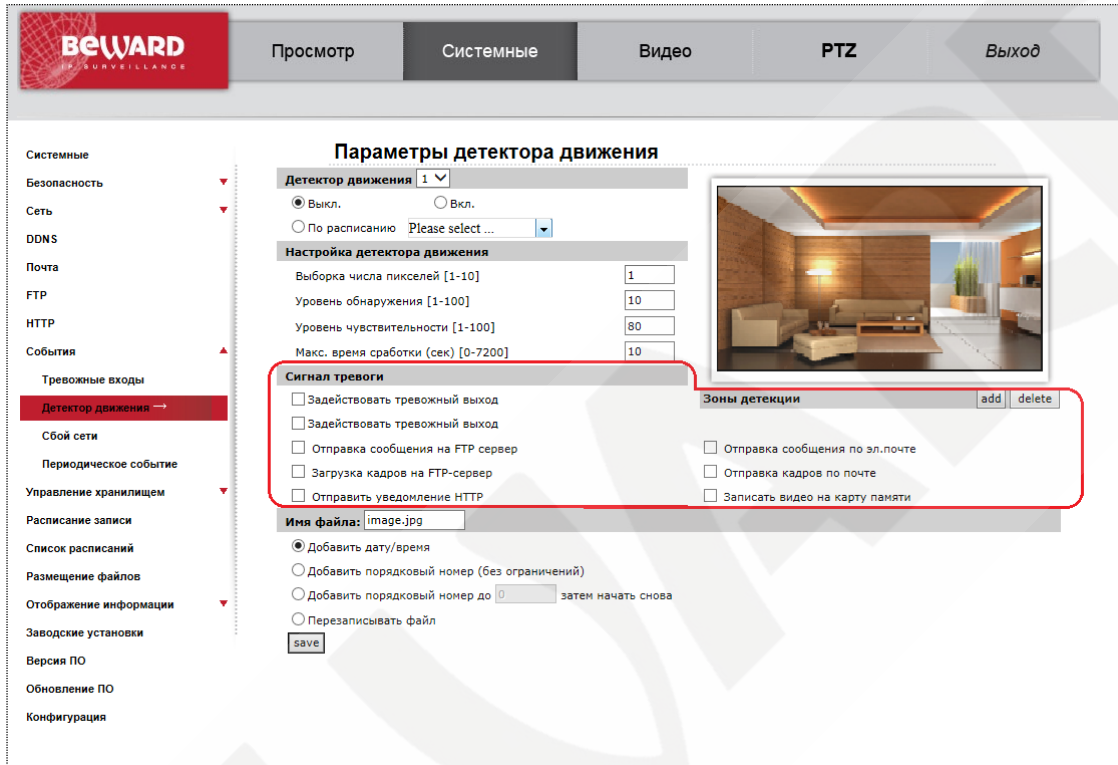 BEWARD
IP SURVEILLANCE
Просмотр
Системные
Видео
PTZ
Выход
Системные
Безопасность
Сеть
DDNS
Почта
FTP
HTTP
События
Тревожные входы
Детектор движения →
Сбой сети
Периодическое событие
Управление хранилищем
Расписание записи
Список расписаний
Размещение файлов
Отображение информации
Заводские установки
Версия ПО
Обновление ПО
Конфигурация
Параметры детектора движения
Детектор движения 1
Выкл. Вкл.
По расписанию Please select ...
Настройка детектора движения
Выборка числа пикселей [1-10] 1
Уровень обнаружения [1-100] 10
Уровень чувствительности [1-100] 80
Макс. время сработки (сек) [0-7200] 10
Сигнал тревоги
Задействовать тревожный выход
Зоны детекции add delete
Задействовать тревожный выход
Отправка сообщения на FTP сервер
Отправка сообщения по эл.почте
Загрузка кадров на FTP-сервер
Отправка кадров по почте
Отправить уведомление HTTP
Записать видео на карту памяти
Имя файла: image.jpg
Добавить дату/время
Добавить порядковый номер (без ограничений)
Добавить порядковый номер до 0 затем начать снова
Перезаписывать файл
save